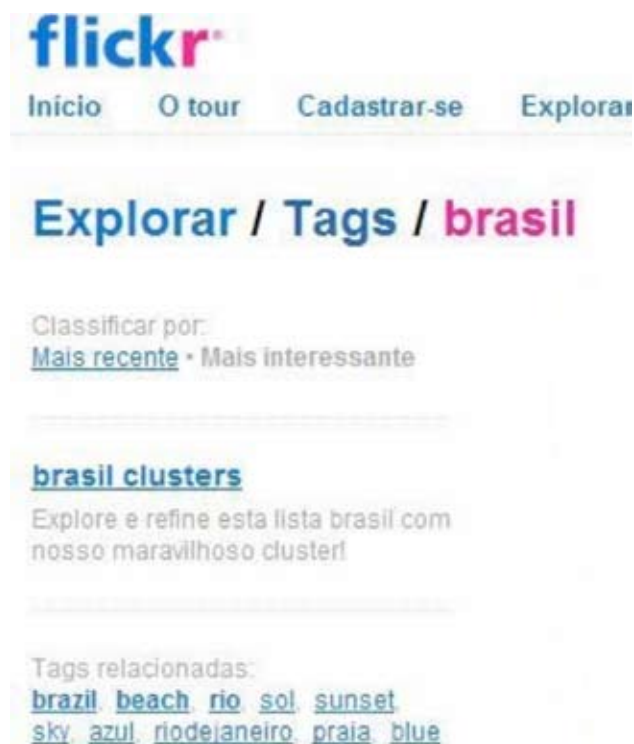 flickr
Início O tour Cadastrar-se Explorar
Explorar / Tags / brasil
Classificar por:
Mais recente • Mais interessante
brasil clusters
Explore e refine esta lista brasil com
nosso maravilhoso cluster!
Tags relacionadas:
brazil, beach, rio, sol, sunset,
sky, azul, riodejaneiro, praia, blue